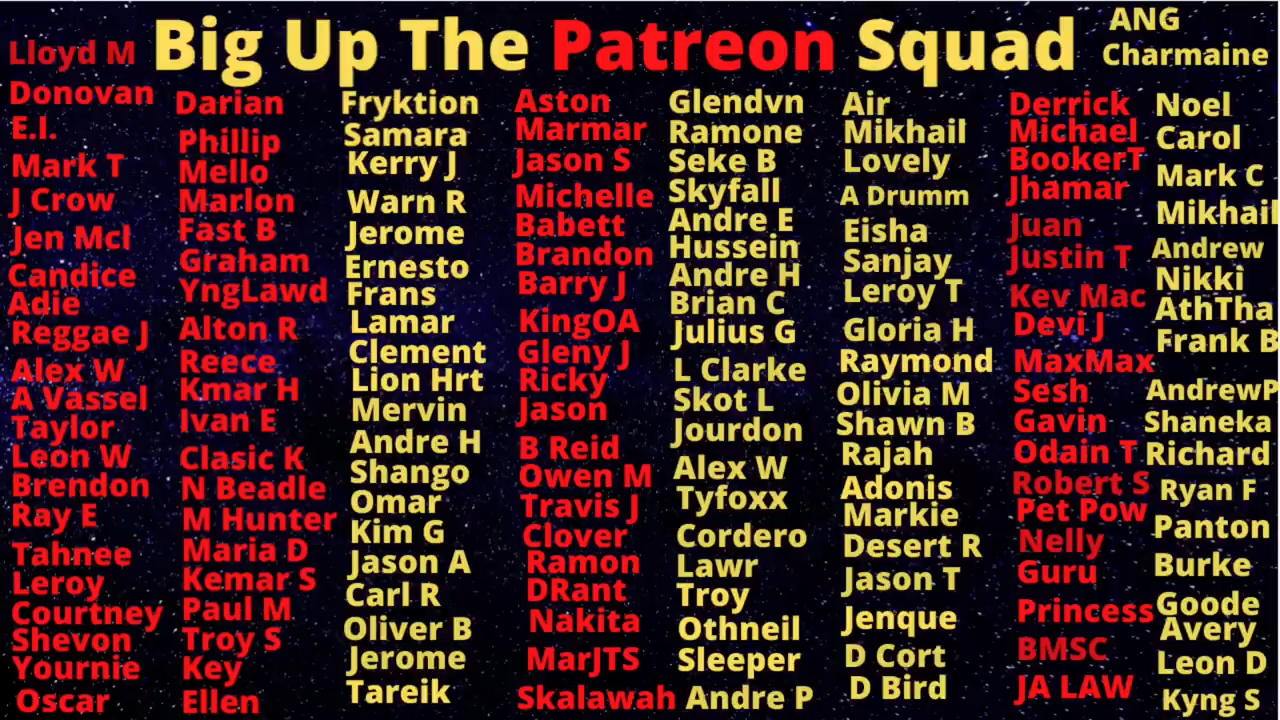 Big Up The Patreon Squad
Lloyd M
Donovan
E.I.
Mark T
J Crow
Jen Mcl
Candice
Adie
Reggae J
Alex W
A Vassel
Taylor
Leon W
Brendon
Ray E
Tahnee
Leroy
Courtney
Shevon
Yournie
Oscar
Darian
Phillip
Mello
Marlon
Fast B
Graham
YngLawd
Alton R
Reece
Kmar H
Ivan E
Clasic K
N Beadle
M Hunter
Maria D
Kemar S
Paul M
Troy S
Key
Ellen
Fryktion
Samara
Kerry J
Warn R
Jerome
Ernesto
Frans
Lamar
Clement
Lion Hrt
Mervin
Andre H
Shango
Omar
Kim G
Jason A
Carl R
Oliver B
Jerome
Tareik
Aston
Marmar
Jason S
Michelle
Babett
Brandon
Barry J
KingOA
Gleny J
Ricky
Jason
B Reid
Owen M
Travis J
Clover
Ramon
DRant
Nakita
MarJTS
Skalawah
Glendvn
Ramone
Seke B
Skyfall
Andre E
Hussein
Andre H
Brian C
Julius G
L Clarke
Skot L
Jourdon
Alex W
Tyfoxx
Cordero
Lawr
Troy
Othneil
Sleeper
Andre P
Air
Mikhail
Lovely
A Drumm
Eisha
Sanjay
Leroy T
Gloria H
Raymond
Olivia M
Shawn B
Rajah
Adonis
Markie
Desert R
Jason T
Jenque
D Cort
D Bird
Derrick
Michael
BookerT
Jhamar
Juan
Justin T
Kev Mac
Devi J
MaxMax
Sesh
Gavin
Odain T
Robert S
Pet Pow
Nelly
Guru
Princess
BMSC
JA LAW
ANG
Charmaine
Noel
Carol
Mark C
Mikhail
Andrew
Nikki
AthTha
Frank B
AndrewP
Shaneka
Richard
Ryan F
Panton
Burke
Goode
Avery
Leon D
Kyng S